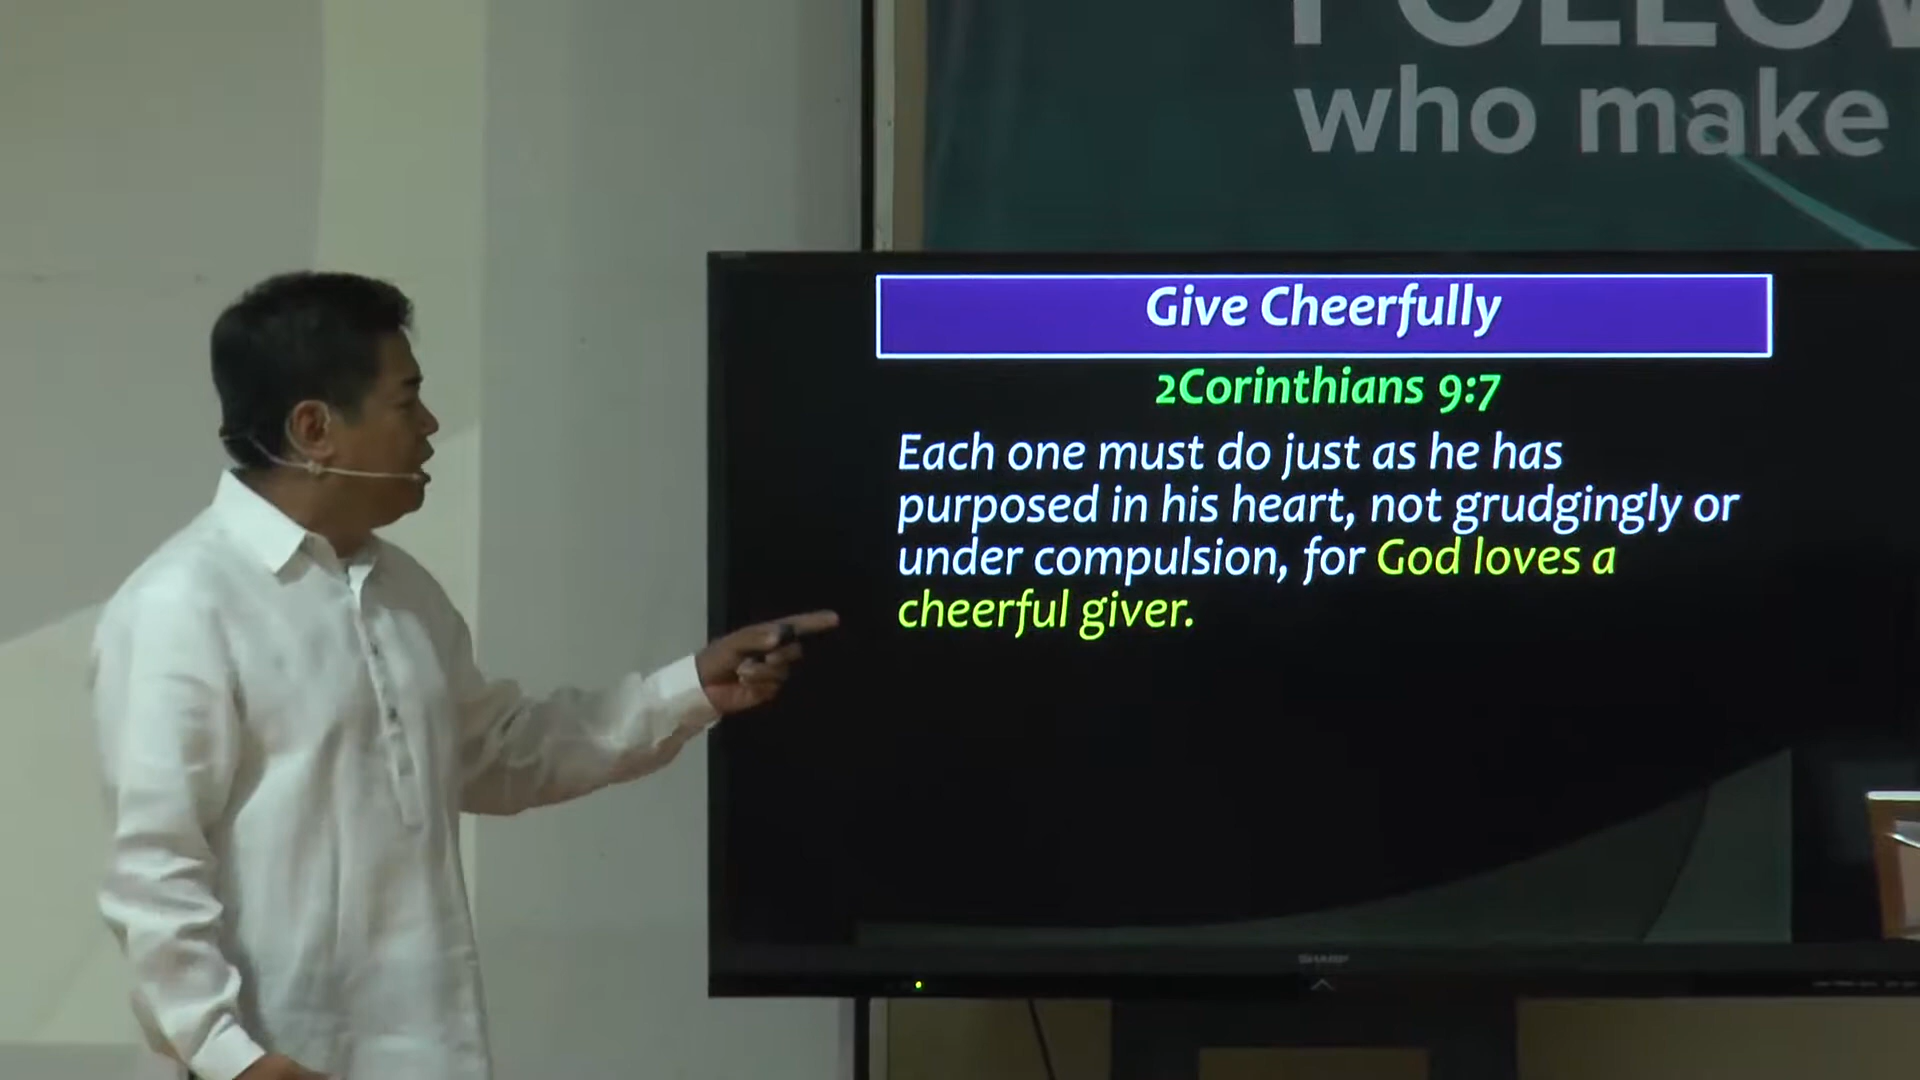 FOLLOW
who make
Give Cheerfully
2Corinthians 9:7
Each one must do just as he has
purposed in his heart, not grudgingly or
under compulsion, for God loves a
cheerful giver.
SHARP